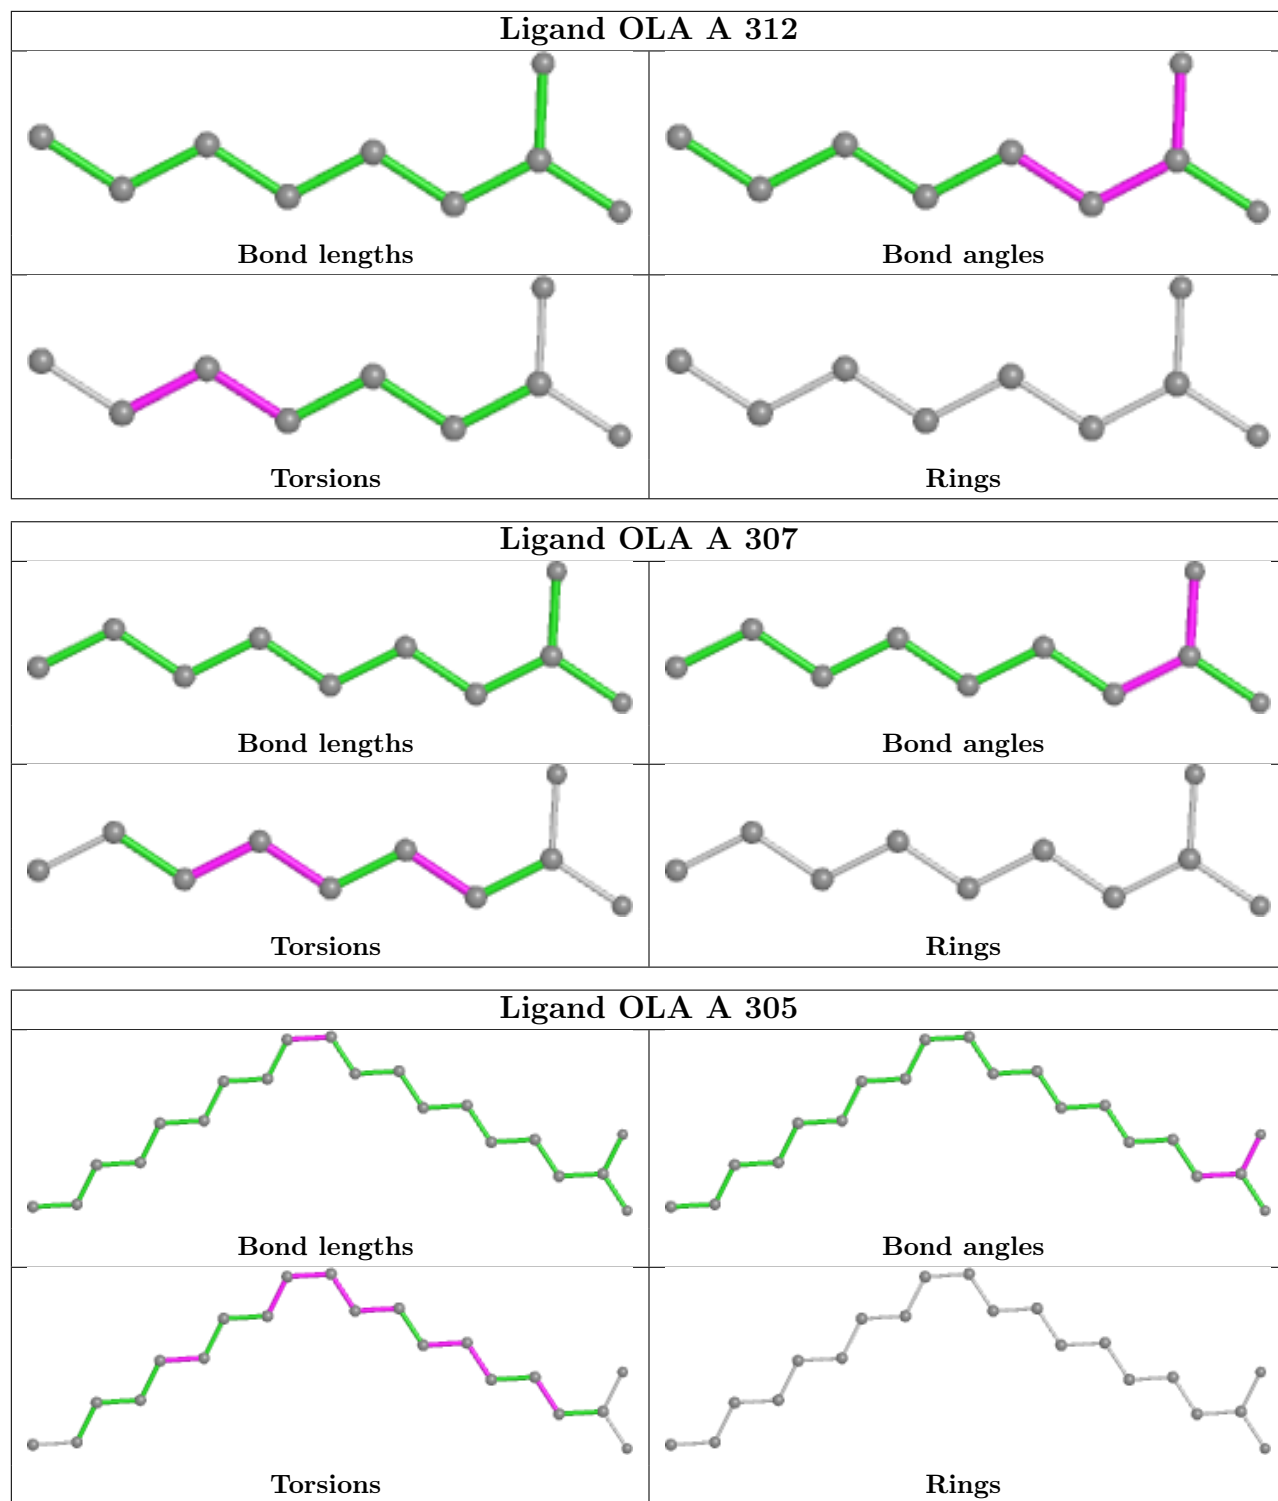 Ligand OLA A 312
Bond lengths
Bond angles
Torsions
Rings
Ligand OLA A 307
Bond lengths
Bond angles
Torsions
Rings
Ligand OLA A 305
Bond lengths
Bond angles
Torsions
Rings